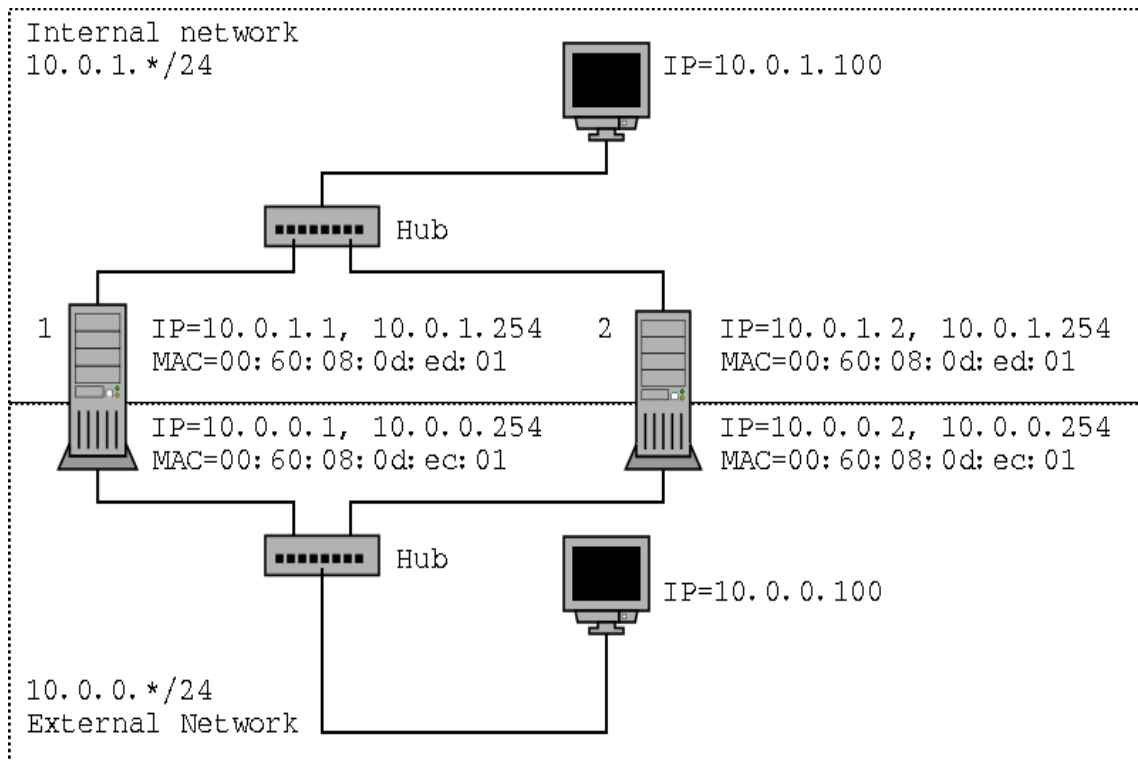 Internal network
10.0.1.*/24
IP=10.0.1.100
Hub
1
IP=10.0.1.1, 10.0.1.254
MAC=00:60:08:0d:ed:01
2
IP=10.0.1.2, 10.0.1.254
MAC=00:60:08:0d:ed:01
IP=10.0.0.1, 10.0.0.254
MAC=00:60:08:0d:ec:01
IP=10.0.0.2, 10.0.0.254
MAC=00:60:08:0d:ec:01
Hub
IP=10.0.0.100
10.0.0.*/24
External Network